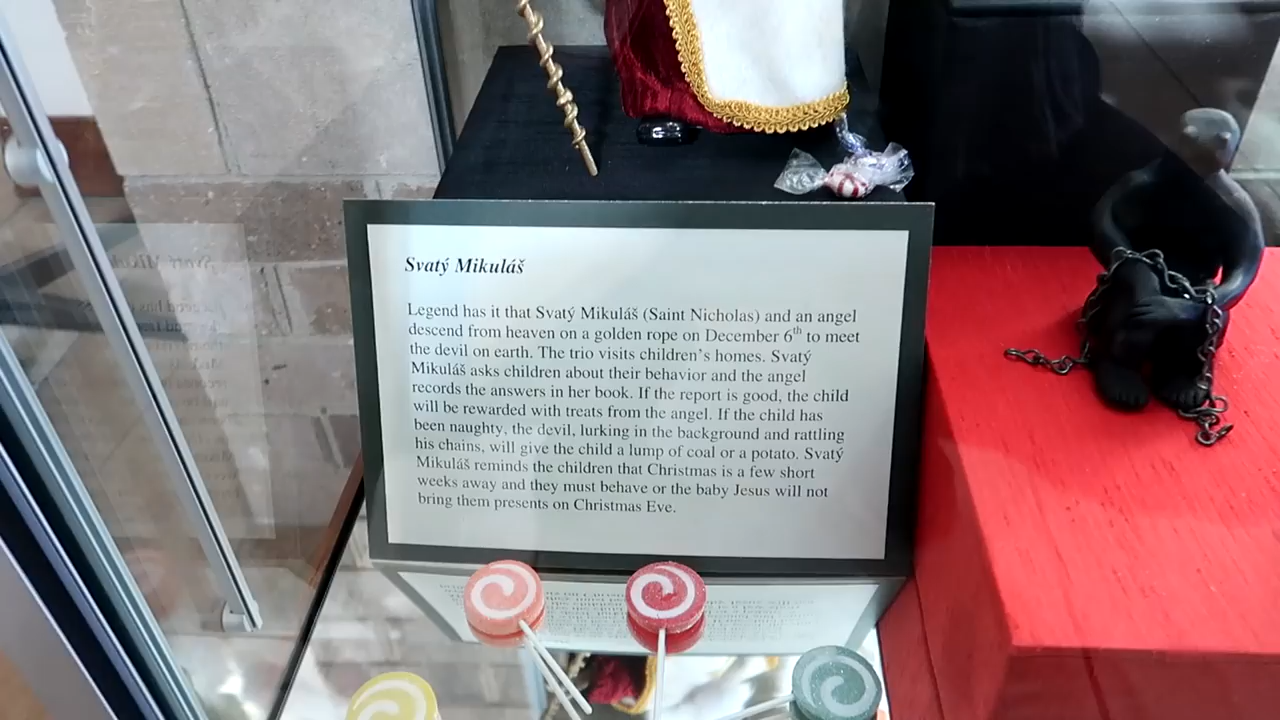 Svatý Mikuláš
Legend has it that Svatý Mikuláš (Saint Nicholas) and an angel
descend from heaven on a golden rope on December 6th to meet
the devil on earth. The trio visits children's homes. Svatý
Mikuláš asks children about their behavior and the angel
records the answers in her book. If the report is good, the child
will be rewarded with treats from the angel. If the child has
been naughty, the devil, lurking in the background and rattling
his chains, will give the child a lump of coal or a potato. Svatý
Mikuláš reminds the children that Christmas is a few short
weeks away and they must behave or the baby Jesus will not
bring them presents on Christmas Eve.